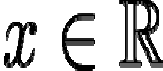 x ∈ ℝ